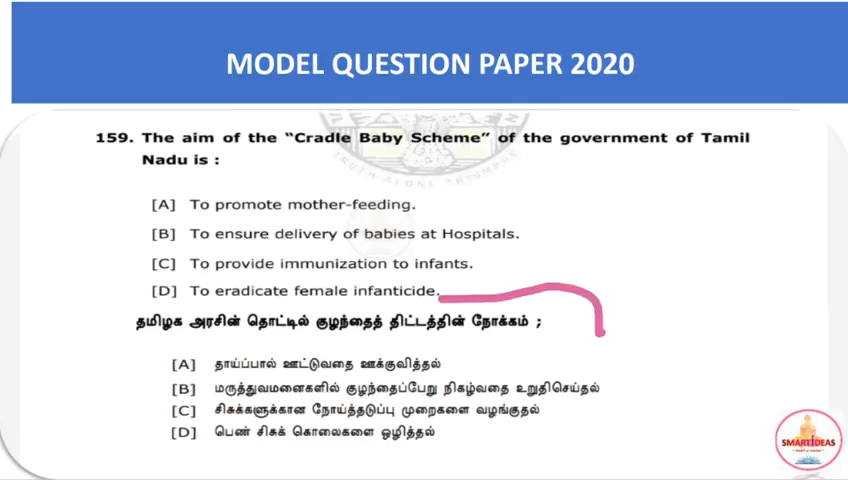 MODEL QUESTION PAPER 2020
159. The aim of the “Cradle Baby Scheme” of the government of Tamil
Nadu is :
[A] To promote mother-feeding.
[B] To ensure delivery of babies at Hospitals.
[C] To provide immunization to infants.
[D] To eradicate female infanticide.
தமிழக அரசின் தொட்டில் குழந்தைத் திட்டத்தின் நோக்கம் ;
[A] தாய்ப்பால் ஊட்டுவதை ஊக்குவித்தல்
[B] மருத்துவமனைகளில் குழந்தைப்பேறு நிகழ்வதை உறுதிசெய்தல்
[C] சிசுக்களுக்கான நோய்த்தடுப்பு முறைகளை வழங்குதல்
[D] பெண் சிசுக் கொலைகளை ஒழித்தல்
SMARTIDEAS